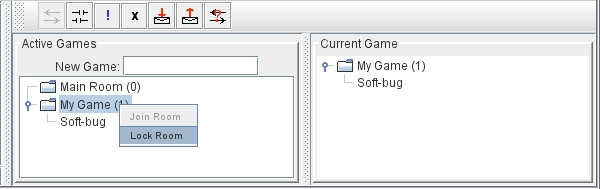 ! x ?
Active Games
New Game:
Main Room (0)
My Game (1)
Join Room
Soft-bug
Lock Room
Current Game
My Game (1)
Soft-bug